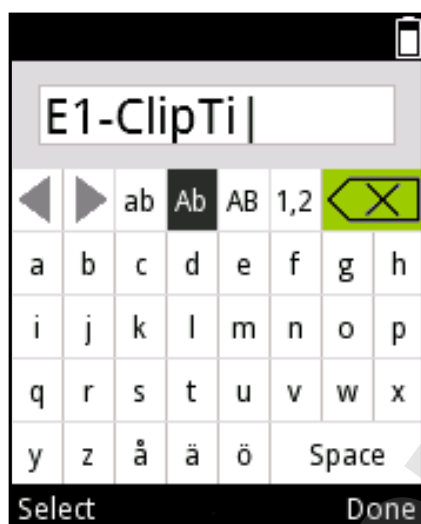 E1-ClipTi|
ab Ab AB 1,2
a b c d e f g h
i j k l m n o p
q r s t u v w x
y z å ä ö Space
Select Done